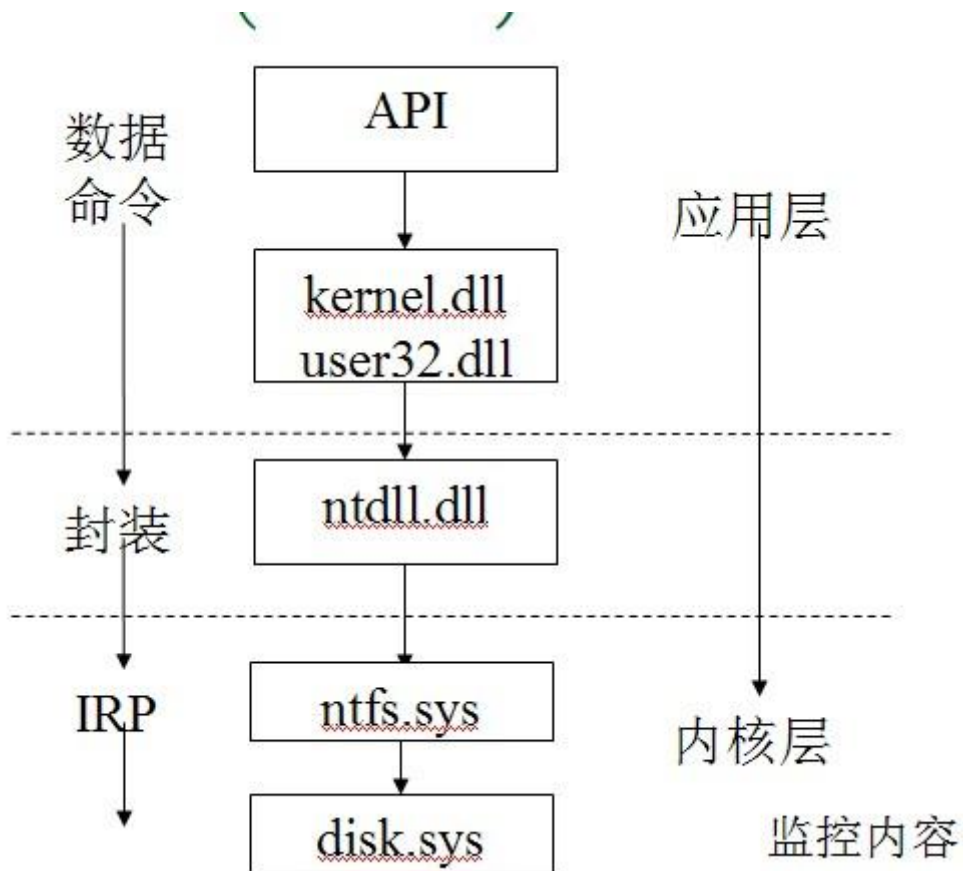 API
数据
命令
应用层
kernel.dll
user32.dll
封装
ntdll.dll
IRP
ntfs.sys
内核层
disk.sys
监控内容